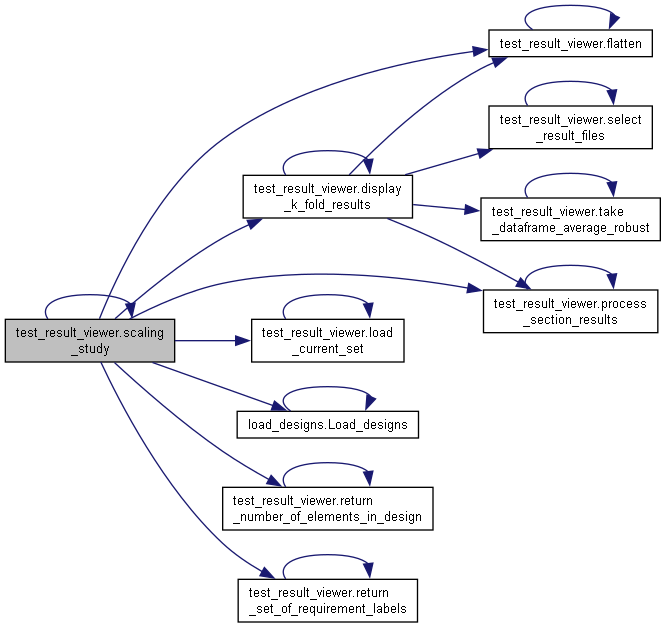 test_result_viewer.flatten
test_result_viewer.select
_result_files
test_result_viewer.display
_k_fold_results
test_result_viewer.take
_dataframe_average_robust
test_result_viewer.process
_section_results
test_result_viewer.scaling
_study
test_result_viewer.load
_current_set
load_designs.Load_designs
test_result_viewer.return
_number_of_elements_in_design
test_result_viewer.return
_set_of_requirement_labels